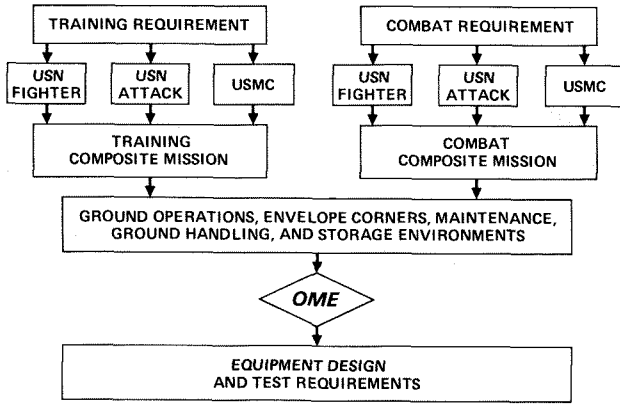 TRAINING REQUIREMENT
COMBAT REQUIREMENT
USN
FIGHTER
USN
ATTACK
USMC
USN
FIGHTER
USN
ATTACK
USMC
TRAINING
COMPOSITE MISSION
COMBAT
COMPOSITE MISSION
GROUND OPERATIONS, ENVELOPE CORNERS, MAINTENANCE,
GROUND HANDLING, AND STORAGE ENVIRONMENTS
OME
EQUIPMENT DESIGN
AND TEST REQUIREMENTS